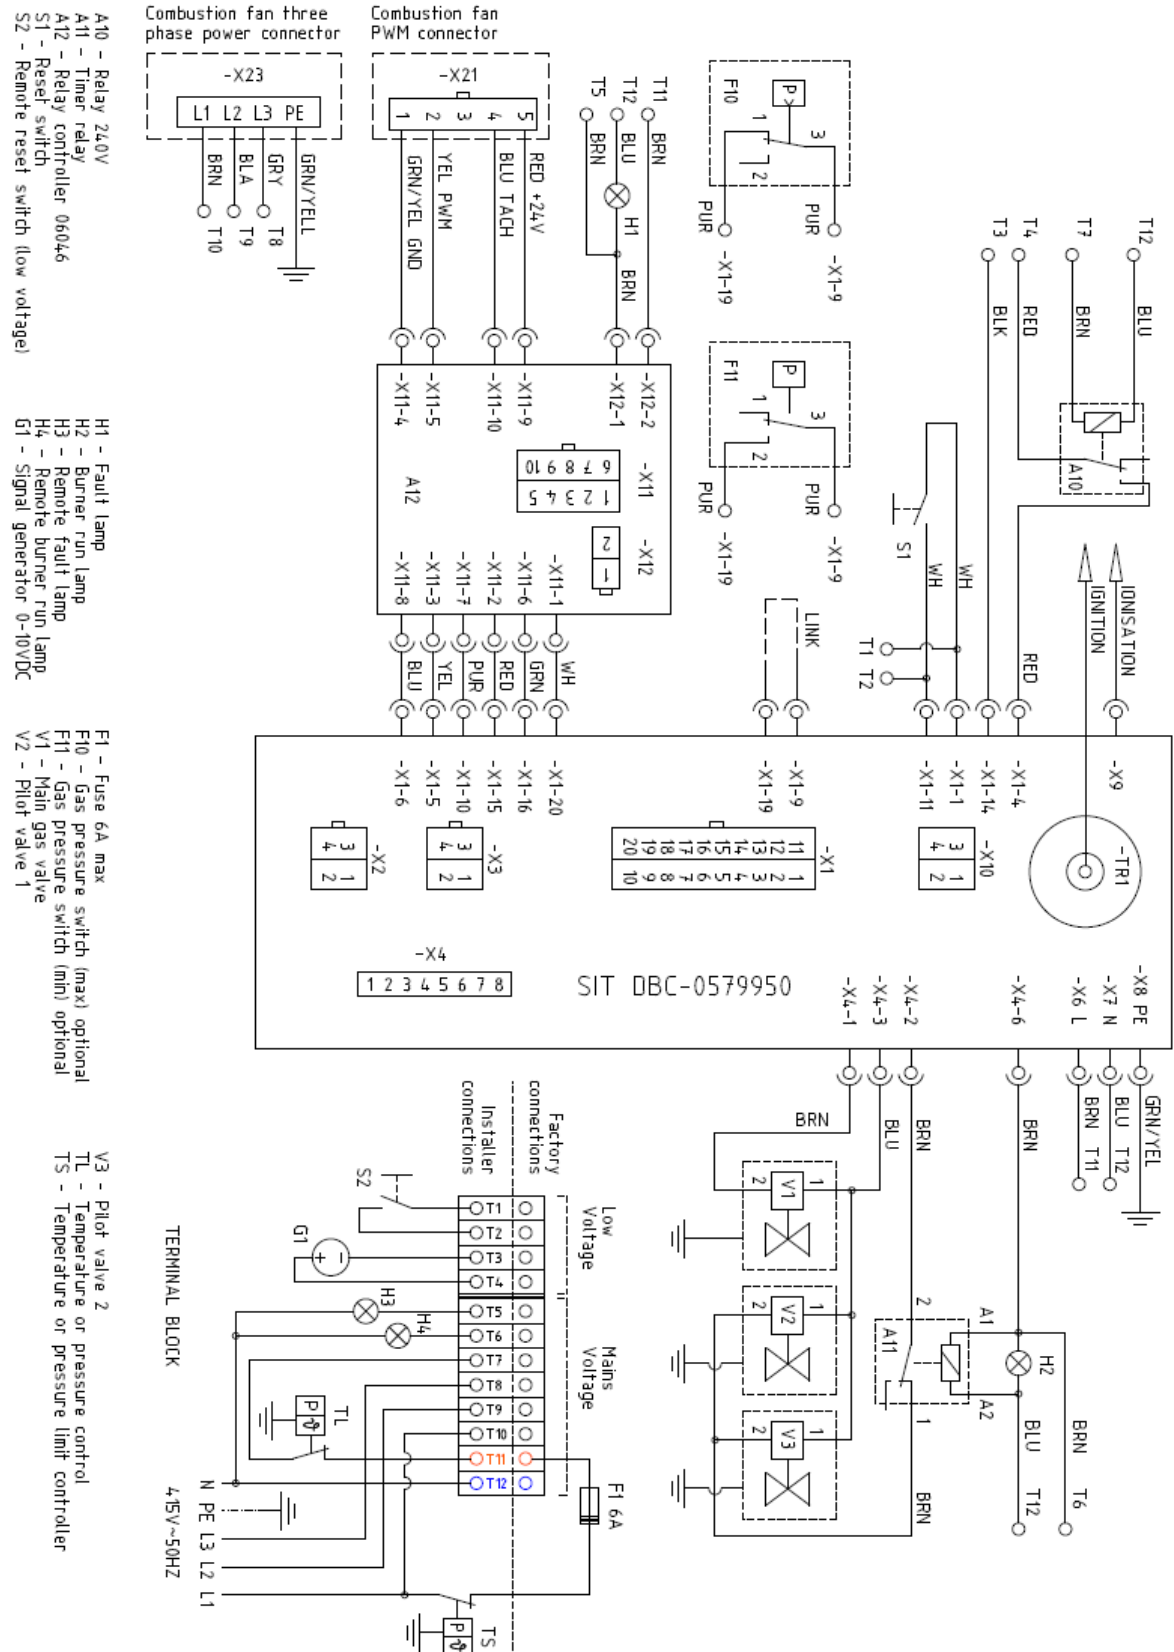 Combustion fan three
phase power connector
-X23
L1 L2 L3 PE
BRN
BLA
GRY
GRN/YELL
T10
T9
T8
Combustion fan
PWM connector
-X21
1 2 3 4 5
GRN/YEL GND
YEL PWM
BLU TACH
RED +24V
T5
T12
T11
BRN
BLU
BRN
H1
BRN
F10
P>
1
3
2
PUR
PUR
-X1-19
-X1-9
F11
P
1
3
2
PUR
PUR
-X1-19
-X1-9
T3
T4
T7
T12
BLK
RED
BRN
BLU
A10
S1
WH
WH
T1
T2
RED
IGNITION
IONISATION
LINK
-X11-4
-X11-5
-X11-10
-X11-9
-X12-1
-X12-2
-X11
6 7 8 9 10
1 2 3 4 5
-X12
2
1
A12
-X11-8
-X11-3
-X11-7
-X11-2
-X11-6
-X11-1
BLU
YEL
PUR
RED
GRN
WH
-X1-6
-X1-5
-X1-10
-X1-15
-X1-16
-X1-20
-X1-19
-X1-9
-X1-11
-X1-1
-X1-14
-X1-4
-X9
-X2
3 1
4 2
-X3
3 1
4 2
-X1
11 1
12 2
13 3
14 4
15 5
16 6
17 7
18 8
19 9
20 10
-X10
3 1
4 2
-TR1
-X4
1 2 3 4 5 6 7 8
SIT DBC-0579950
-X4-1
-X4-3
-X4-2
-X4-6
-X6 L
-X7 N
-X8 PE
BRN
BLU
BRN
BRN
BRN T11
BLU T12
GRN/YEL
2 V1 1
2 V2 1
2 V3 1
2
A11
1
A1
A2
H2
BRN
BLU
T12
BRN
T6
Factory
connections
Installer
connections
Low
Voltage
Mains
Voltage
T1
T2
T3
T4
T5
T6
T7
T8
T9
T10
T11
T12
S2
G1
+ -
H3
H4
TL
P ϑ
F1 6A
TS
P ϑ
TERMINAL BLOCK
N PE L3 L2 L1
415V~50HZ
A10 - Relay 240V
A11 - Timer relay
A12 - Relay controller 06046
S1 - Reset switch
S2 - Remote reset switch (low voltage)
H1 - Fault lamp
H2 - Burner run lamp
H3 - Remote fault lamp
H4 - Remote burner run lamp
G1 - Signal generator 0-10VDC
F1 - Fuse 6A max
F10 - Gas pressure switch (max) optional
F11 - Gas pressure switch (min) optional
V1 - Main gas valve
V2 - Pilot valve 1
V3 - Pilot valve 2
TL - Temperature or pressure control
TS - Temperature or pressure limit controller